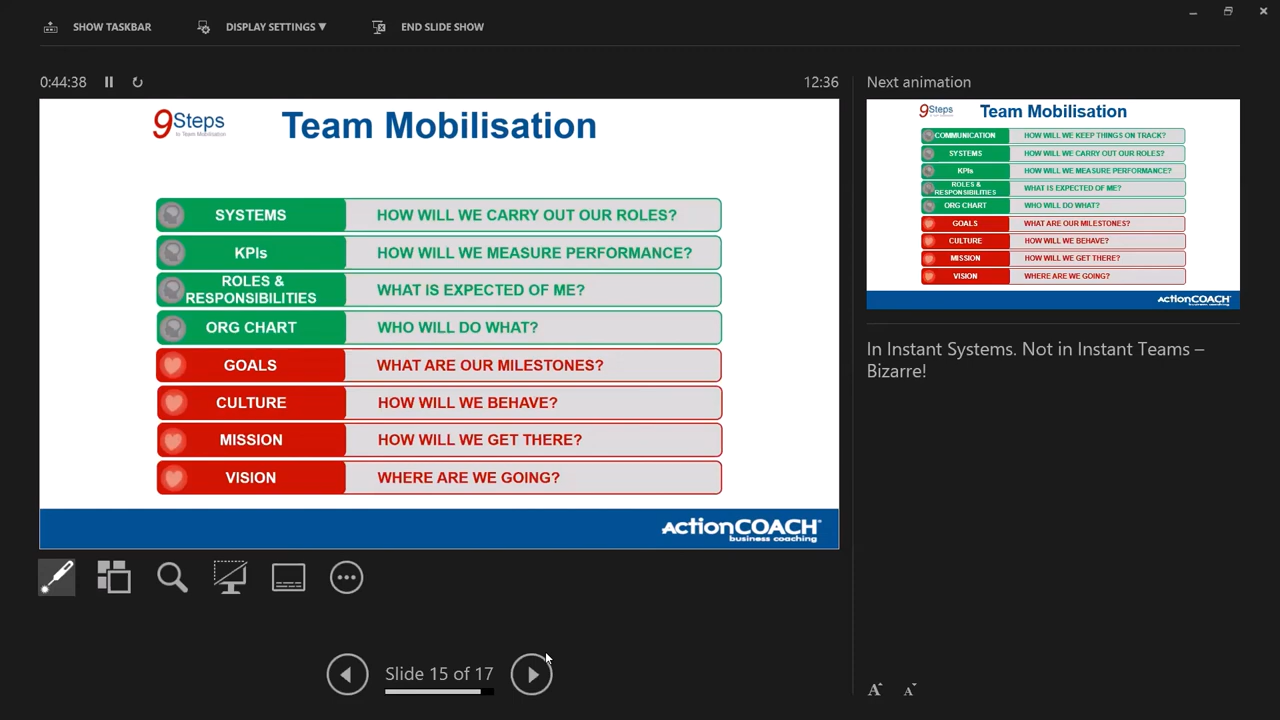 SHOW TASKBAR
DISPLAY SETTINGS ▼
END SLIDE SHOW
0:44:38
12:36
9Steps
In Team Mobilisation
Team Mobilisation
SYSTEMS HOW WILL WE CARRY OUT OUR ROLES?
KPIs HOW WILL WE MEASURE PERFORMANCE?
ROLES &
RESPONSIBILITIES WHAT IS EXPECTED OF ME?
ORG CHART WHO WILL DO WHAT?
GOALS WHAT ARE OUR MILESTONES?
CULTURE HOW WILL WE BEHAVE?
MISSION HOW WILL WE GET THERE?
VISION WHERE ARE WE GOING?
actionCOACH
business coaching
Slide 15 of 17
Next animation
9Steps
Team Mobilisation
COMMUNICATION HOW WILL WE KEEP THINGS ON TRACK?
SYSTEMS HOW WILL WE CARRY OUT OUR ROLES?
KPIs HOW WILL WE MEASURE PERFORMANCE?
ROLES &
RESPONSIBILITIES WHAT IS EXPECTED OF ME?
ORG CHART WHO WILL DO WHAT?
GOALS WHAT ARE OUR MILESTONES?
CULTURE HOW WILL WE BEHAVE?
MISSION HOW WILL WE GET THERE?
VISION WHERE ARE WE GOING?
actionCOACH
business coaching
In Instant Systems. Not in Instant Teams –
Bizarre!
A A